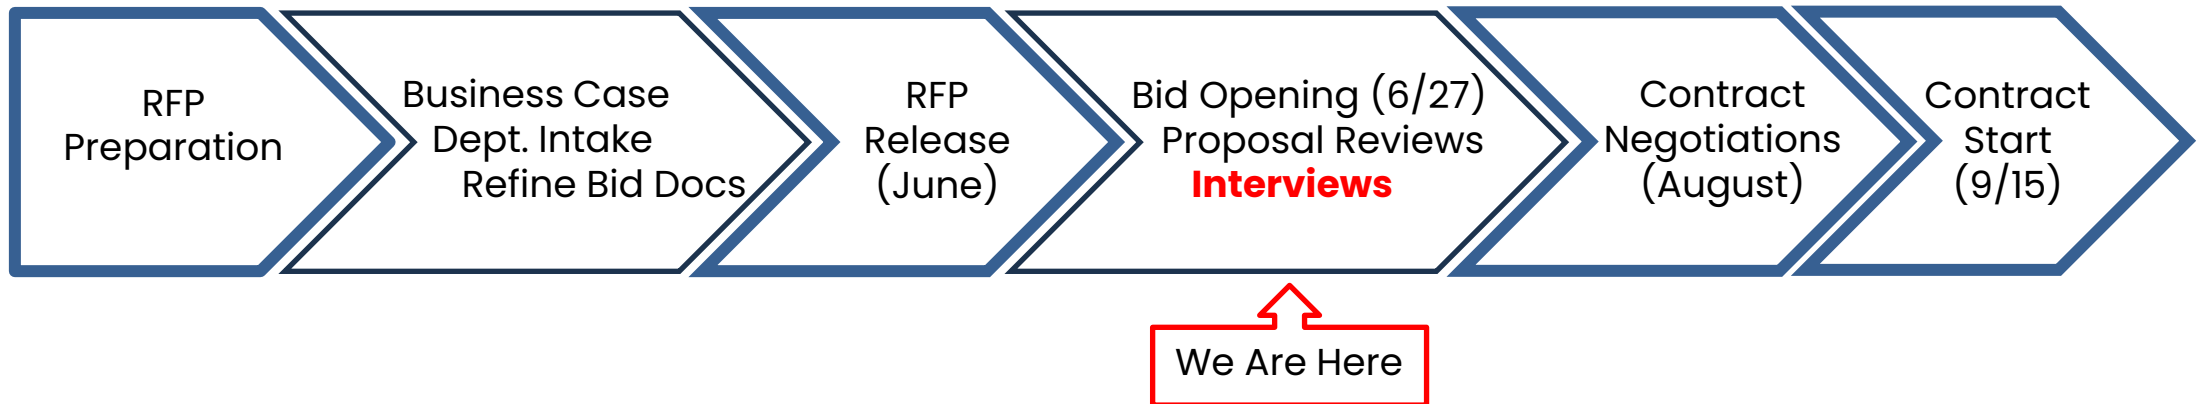 RFP
Preparation
Business Case
Dept. Intake
Refine Bid Docs
RFP
Release
(June)
Bid Opening (6/27)
Proposal Reviews
Interviews
Contract
Negotiations
(August)
Contract
Start
(9/15)
We Are Here